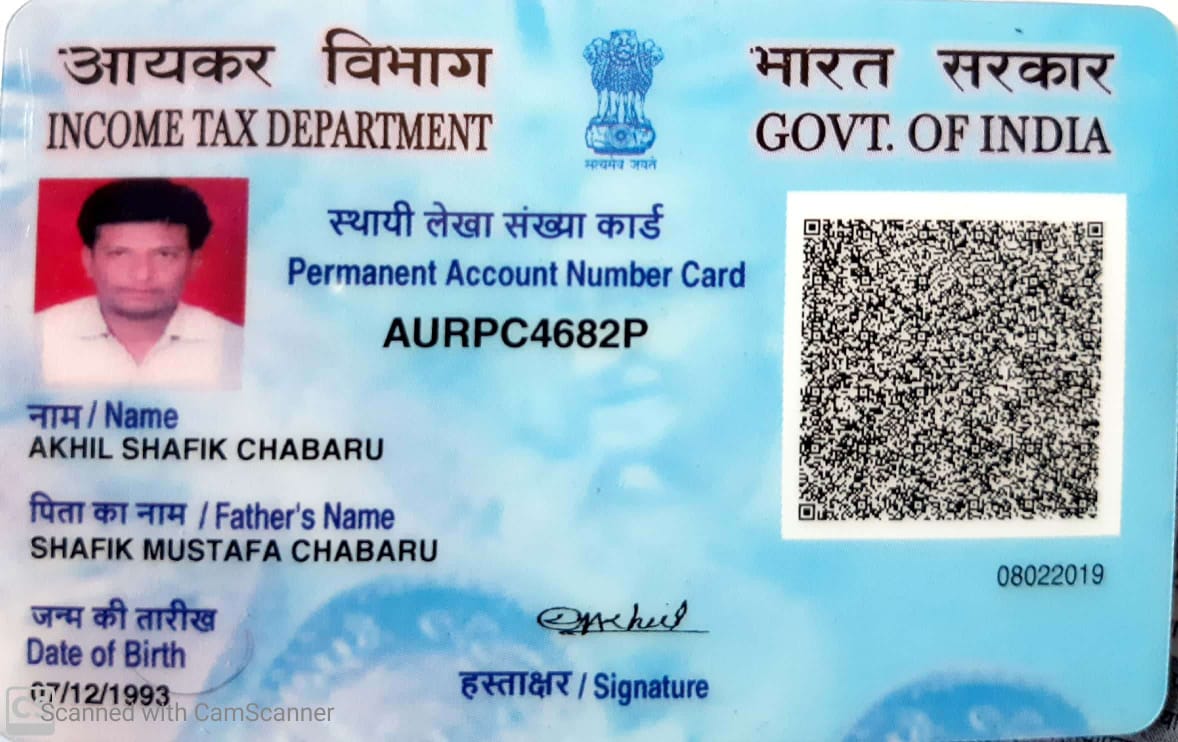 आयकर विभाग
INCOME TAX DEPARTMENT
सत्यमेव जयते
भारत सरकार
GOVT. OF INDIA
स्थायी लेखा संख्या कार्ड
Permanent Account Number Card
AURPC4682P
नाम / Name
AKHIL SHAFIK CHABARU
पिता का नाम / Father's Name
SHAFIK MUSTAFA CHABARU
08022019
जन्म की तारीख
Date of Birth
07/12/1993
हस्ताक्षर / Signature
CS
Scanned with CamScanner